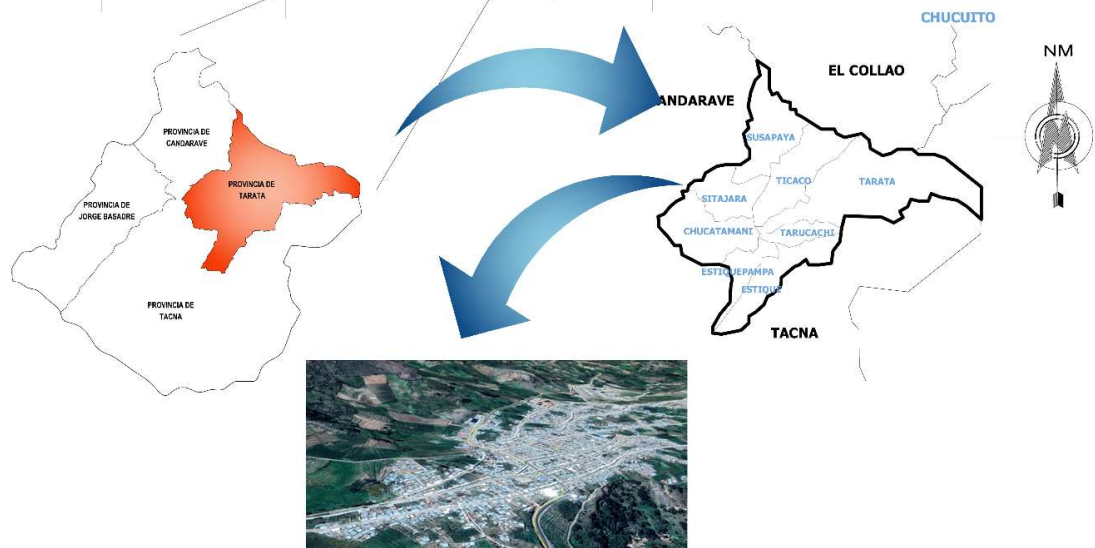 PROVINCIA DE
CANDARAVE
PROVINCIA DE
TARATA
PROVINCIA DE
JORGE BASADRE
PROVINCIA DE
TACNA
CHUCUITO
EL COLLAO
ANDARAVE
SUSAPAYA
TICACO
TARATA
SITAJARA
CHUCATAMANI
TARUCACHI
ESTIQUEPAMPA
ESTIQUE
TACNA
NM